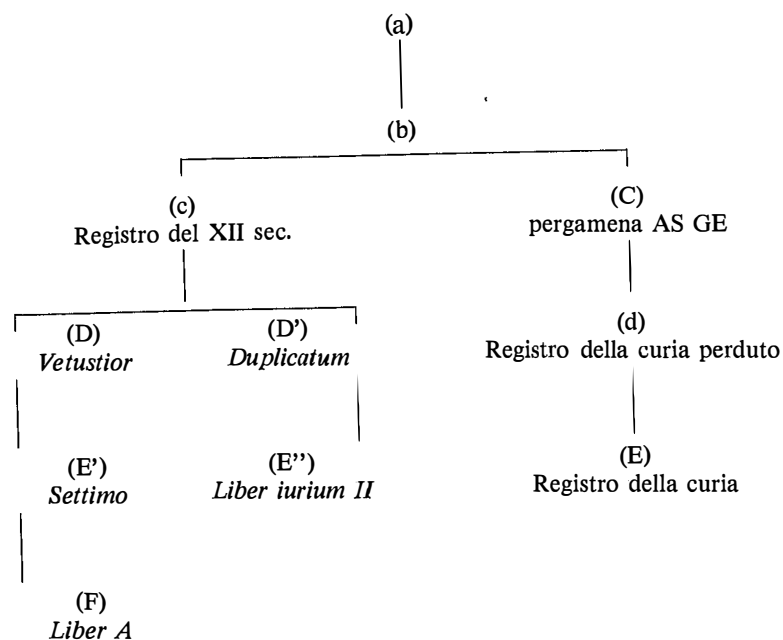 (a)
(b)
(c)
Registro del XII sec.
(C)
pergamena AS GE
(D)
Vetustior
(D')
Duplicatum
(d)
Registro della curia perduto
(E')
Settimo
(E'')
Liber iurium II
(E)
Registro della curia
(F)
Liber A